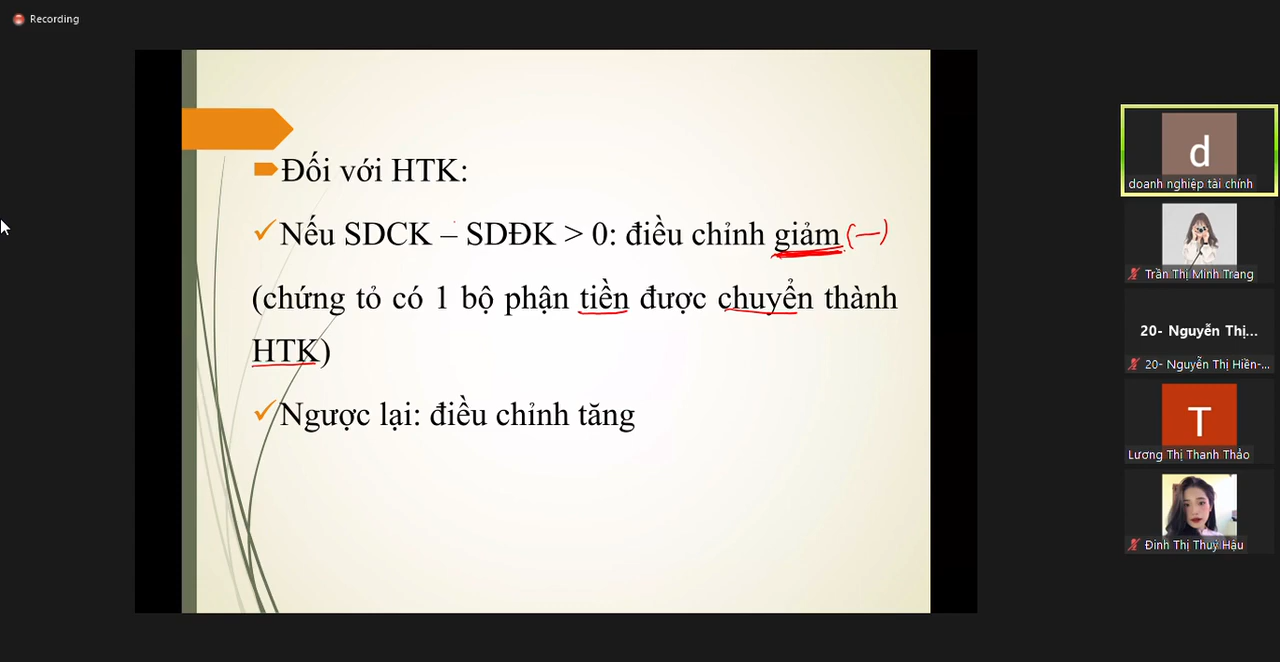 Recording
Đối với HTK:
Nếu SDCK – SDĐK > 0: điều chỉnh giảm (–)
(chứng tỏ có 1 bộ phận tiền được chuyển thành
HTK)
Ngược lại: điều chỉnh tăng
d
doanh nghiệp tài chính
Trần Thị Minh Trang
20- Nguyễn Thị...
20- Nguyễn Thị Hiền-...
T
Lương Thị Thanh Thảo
Đinh Thị Thuý Hậu